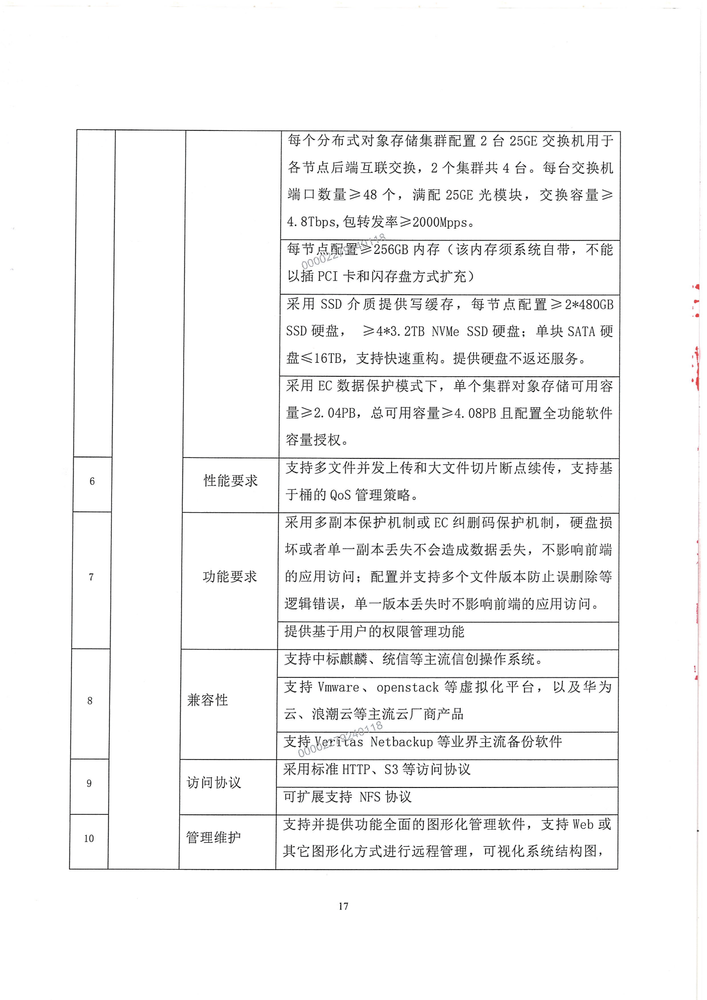 每个分布式对象存储集群配置 2 台 25GE 交换机用于
各节点后端互联交换，2 个集群共 4 台。每台交换机
端口数量≥48 个，满配 25GE 光模块，交换容量≥
4.8Tbps,包转发率≥2000Mpps。
每节点配置≥256GB 内存（该内存须系统自带，不能
以插 PCI 卡和闪存盘方式扩充）
00002279240118
采用 SSD 介质提供写缓存，每节点配置≥2*480GB
SSD 硬盘， ≥4*3.2TB NVMe SSD 硬盘；单块 SATA 硬
盘≤16TB，支持快速重构。提供硬盘不返还服务。
采用 EC 数据保护模式下，单个集群对象存储可用容
量≥2.04PB，总可用容量≥4.08PB 且配置全功能软件
容量授权。
6
性能要求
支持多文件并发上传和大文件切片断点续传，支持基
于桶的 QoS 管理策略。
7
功能要求
采用多副本保护机制或 EC 纠删码保护机制，硬盘损
坏或者单一副本丢失不会造成数据丢失，不影响前端
的应用访问；配置并支持多个文件版本防止误删除等
逻辑错误，单一版本丢失时不影响前端的应用访问。
提供基于用户的权限管理功能
8
兼容性
支持中标麒麟、统信等主流信创操作系统。
支持 Vmware、openstack 等虚拟化平台，以及华为
云、浪潮云等主流云厂商产品
支持 Veritas Netbackup 等业界主流备份软件
00002279240118
9
访问协议
采用标准 HTTP、S3 等访问协议
可扩展支持 NFS 协议
10
管理维护
支持并提供功能全面的图形化管理软件，支持 Web 或
其它图形化方式进行远程管理，可视化系统结构图，
17